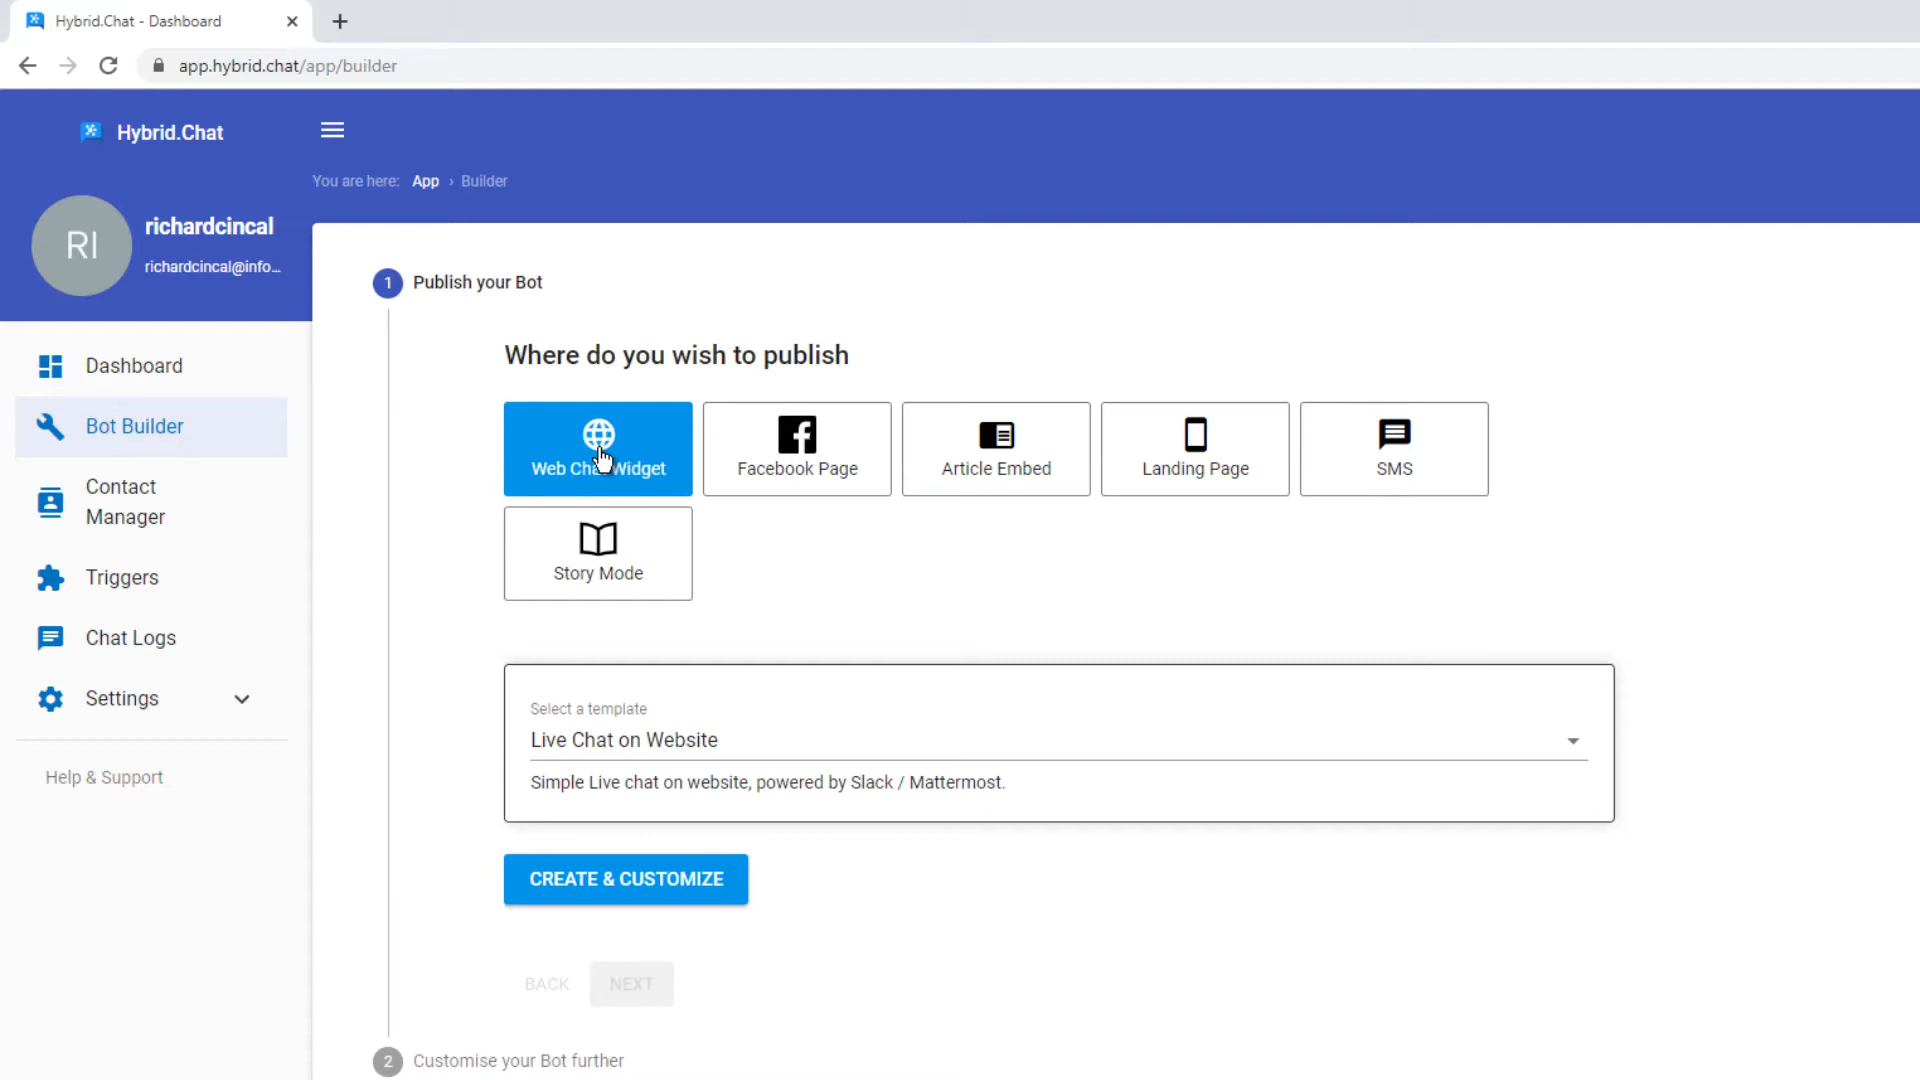 Hybrid.Chat - Dashboard
app.hybrid.chat/app/builder
Hybrid.Chat
You are here: App › Builder
RI
richardcincal
richardcincal@info...
Dashboard
Bot Builder
Contact
Manager
Triggers
Chat Logs
Settings
Help & Support
1 Publish your Bot
Where do you wish to publish
Web Chat Widget
Facebook Page
Article Embed
Landing Page
SMS
Story Mode
Select a template
Live Chat on Website
Simple Live chat on website, powered by Slack / Mattermost.
CREATE & CUSTOMIZE
BACK NEXT
2 Customise your Bot further